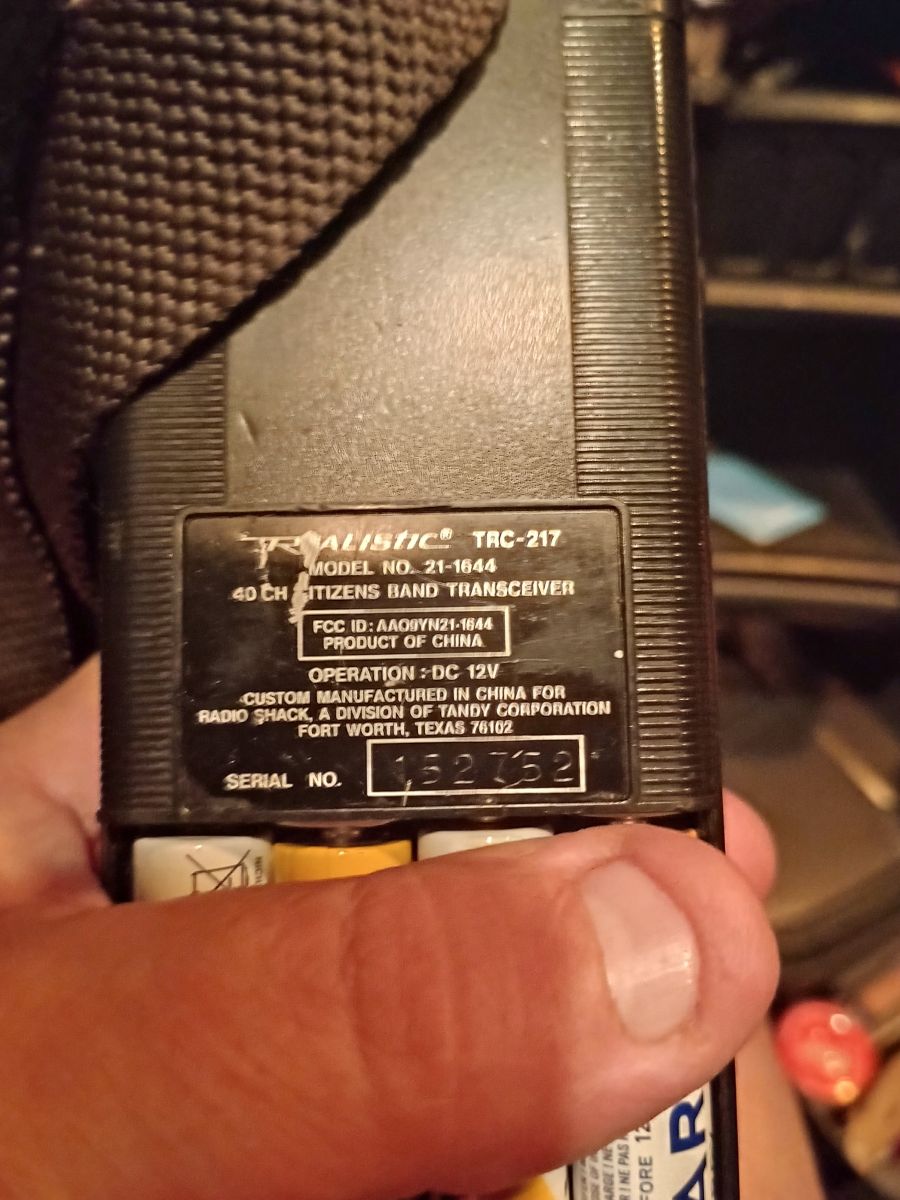 REALISTIC® TRC-217
MODEL NO. 21-1644
40 CH CITIZENS BAND TRANSCEIVER
FCC ID: AAO9YN21-1644
PRODUCT OF CHINA
OPERATION : DC 12V
CUSTOM MANUFACTURED IN CHINA FOR
RADIO SHACK, A DIVISION OF TANDY CORPORATION
FORT WORTH, TEXAS 76102
SERIAL NO. 152752
AR